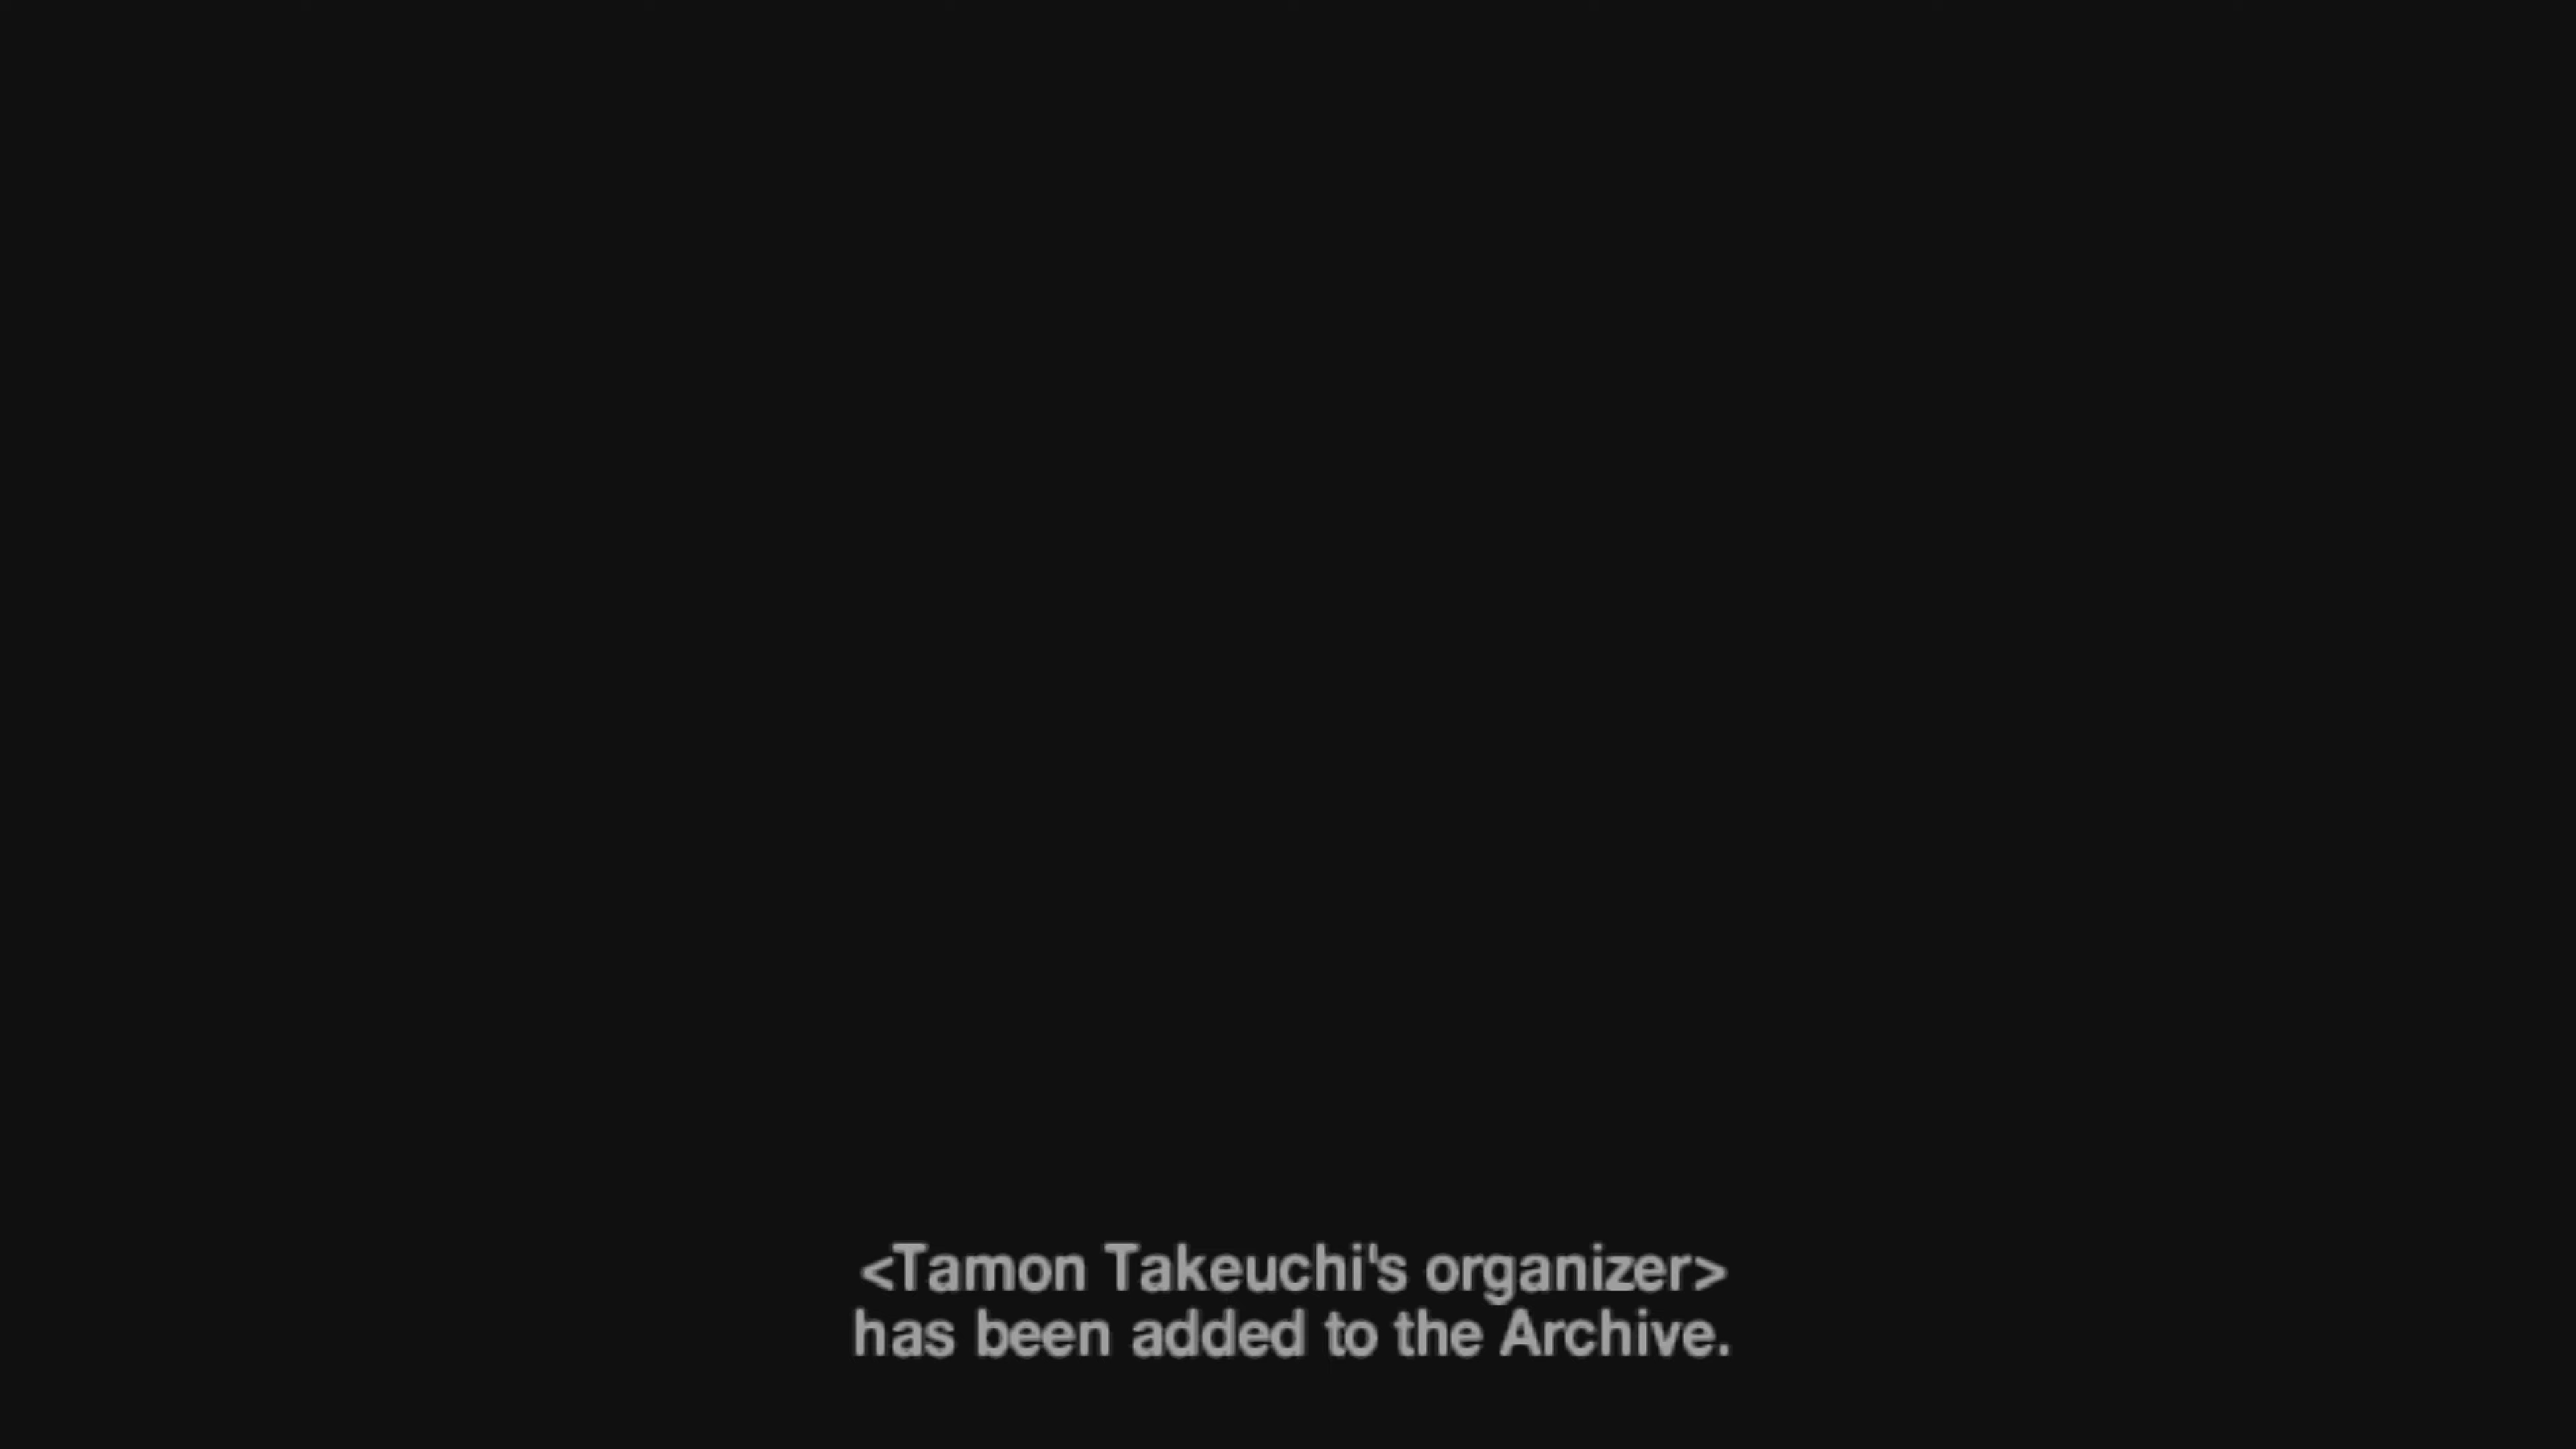 <Tamon Takeuchi's organizer>
has been added to the Archive.